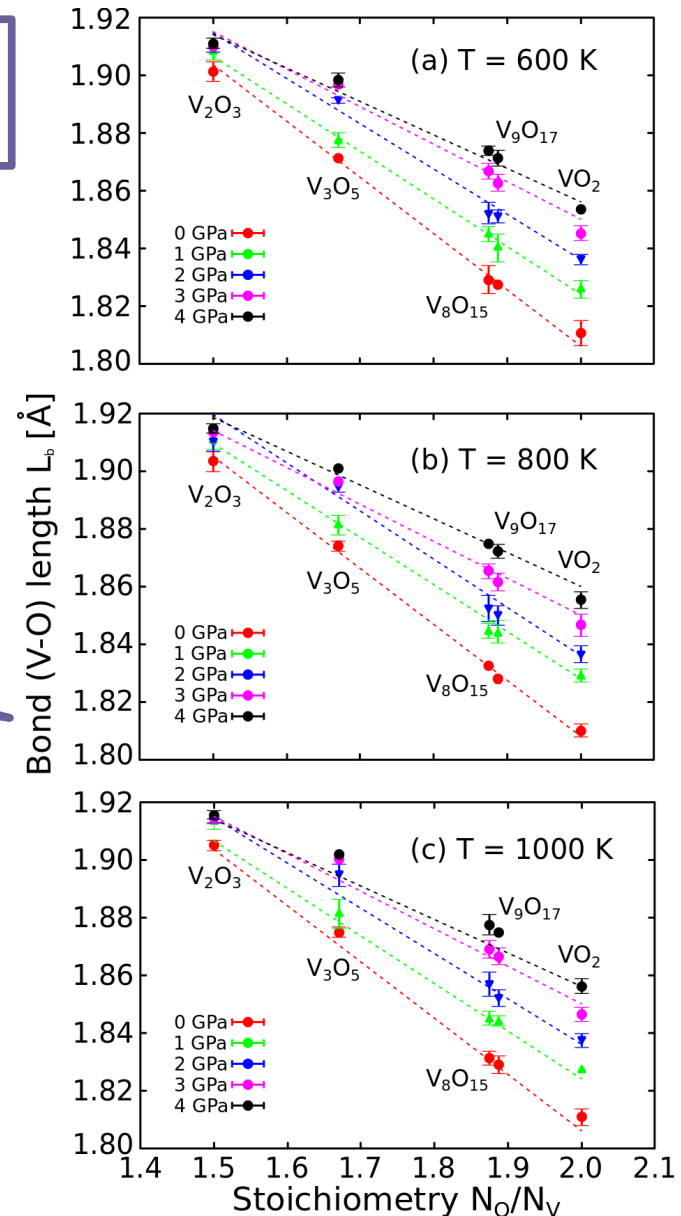 Bond (V-O) length L_b [Å]
1.92
1.90
1.88
1.86
1.84
1.82
1.80
(a) T = 600 K
V₂O₃
V₃O₅
V₉O₁₇
VO₂
V₈O₁₅
0 GPa
1 GPa
2 GPa
3 GPa
4 GPa
1.92
1.90
1.88
1.86
1.84
1.82
1.80
(b) T = 800 K
V₂O₃
V₃O₅
V₉O₁₇
VO₂
V₈O₁₅
0 GPa
1 GPa
2 GPa
3 GPa
4 GPa
1.92
1.90
1.88
1.86
1.84
1.82
1.80
(c) T = 1000 K
V₂O₃
V₃O₅
V₉O₁₇
VO₂
V₈O₁₅
0 GPa
1 GPa
2 GPa
3 GPa
4 GPa
1.4 1.5 1.6 1.7 1.8 1.9 2.0 2.1
Stoichiometry N_O/N_V